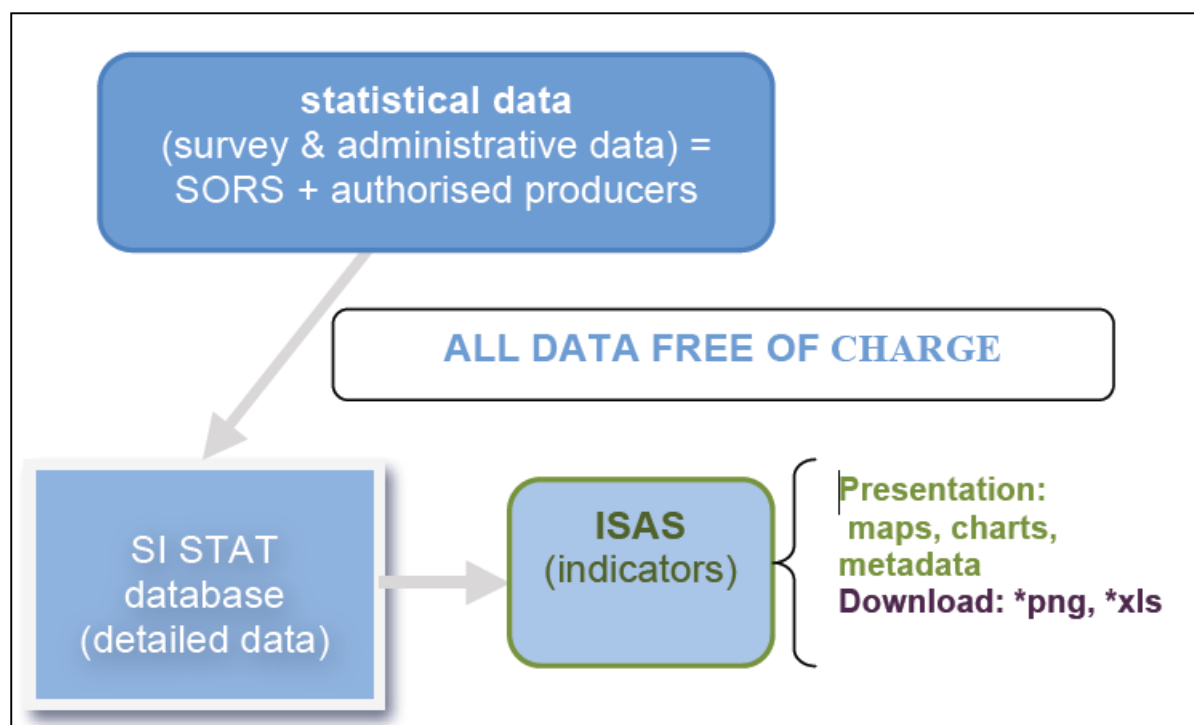 statistical data
(survey & administrative data) =
SORS + authorised producers
ALL DATA FREE OF CHARGE
SI STAT
database
(detailed data)
ISAS
(indicators)
Presentation:
maps, charts,
metadata
Download: *png, *xls